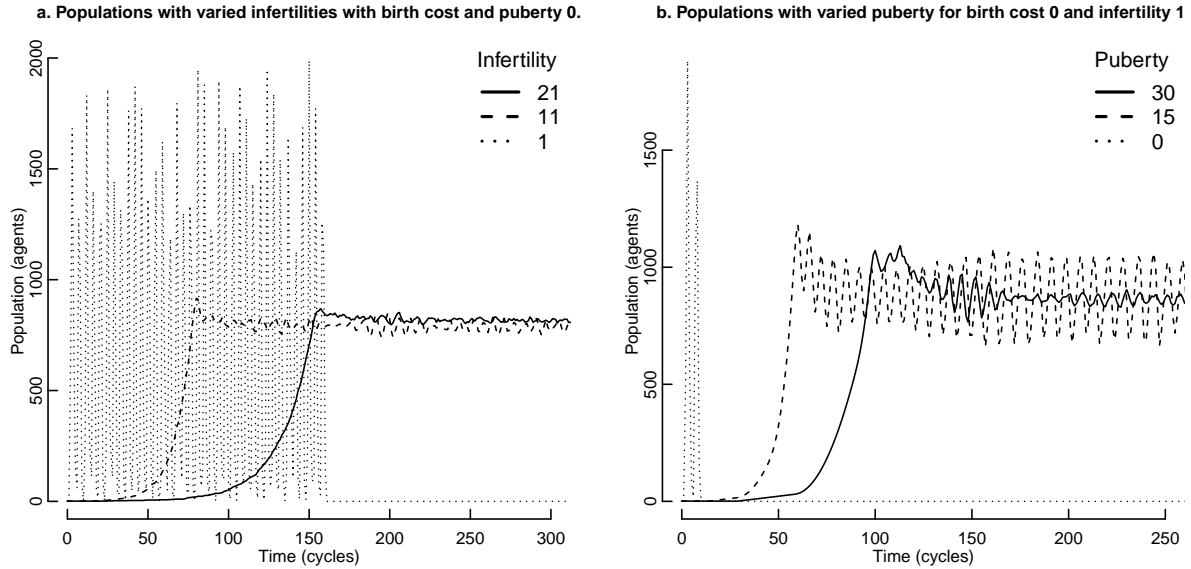 a. Populations with varied infertilities with birth cost and puberty 0.
Population (agents)
2000
1500
1000
500
0
Infertility
21
11
1
0 50 100 150 200 250 300
Time (cycles)
b. Populations with varied puberty for birth cost 0 and infertility 1
Population (agents)
1500
1000
500
0
Puberty
30
15
0
0 50 100 150 200 250
Time (cycles)